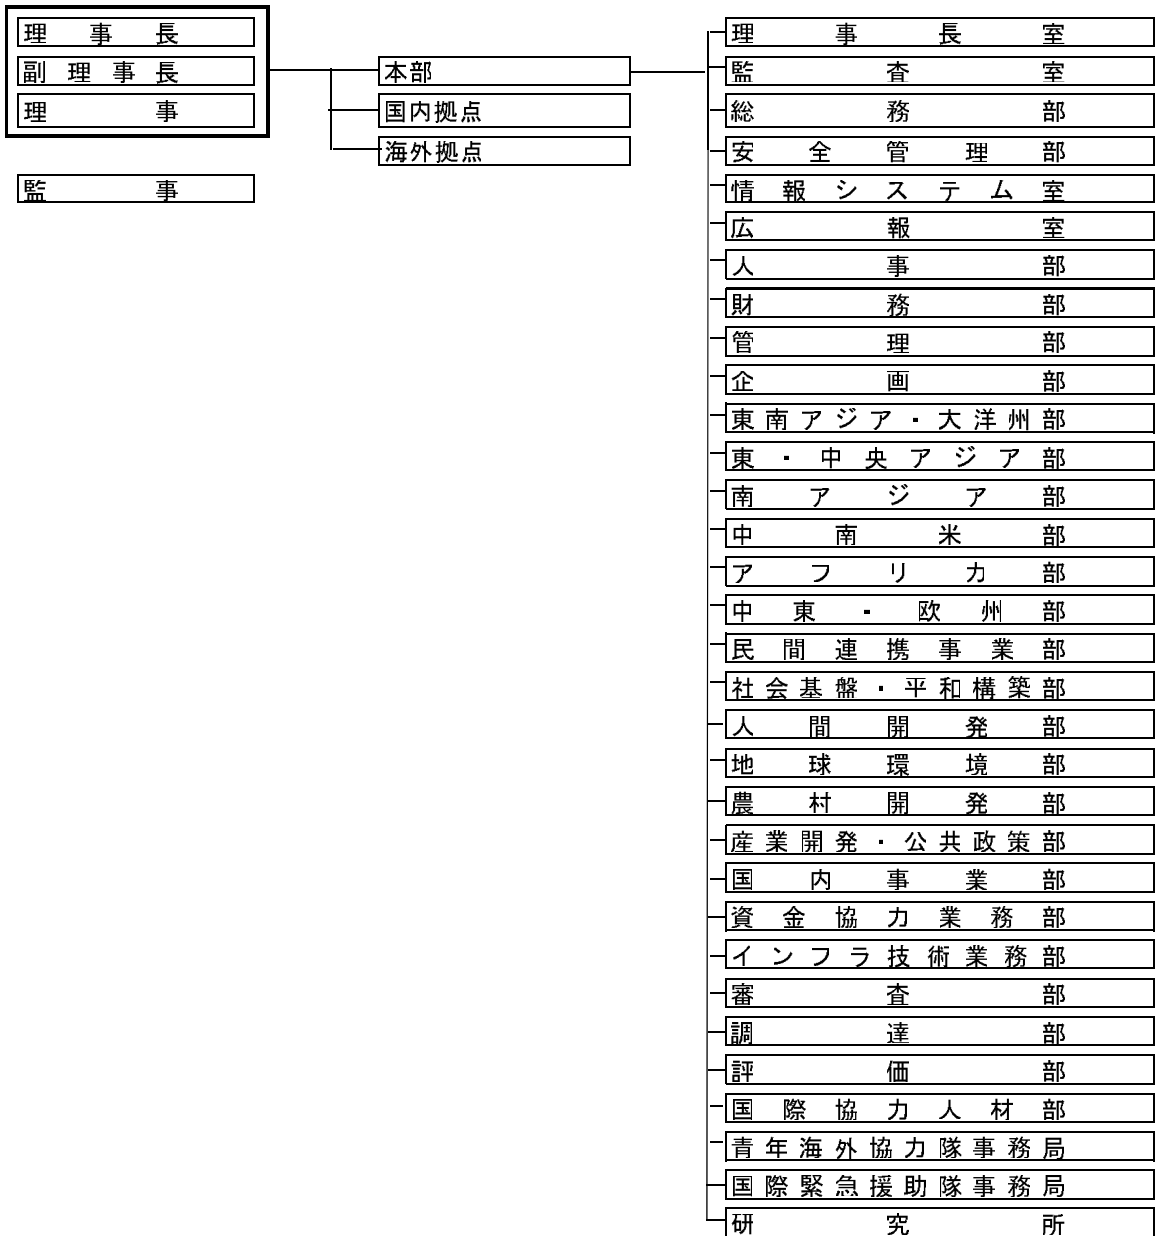 理事長
副理事長
理事
監事
本部
国内拠点
海外拠点
理事長室
監査室
総務部
安全管理部
情報システム室
広報室
人事部
財務部
管理部
企画部
東南アジア・大洋州部
東・中央アジア部
南アジア部
中南米部
アフリカ部
中東・欧州部
民間連携事業部
社会基盤・平和構築部
人間開発部
地球環境部
農村開発部
産業開発・公共政策部
国内事業部
資金協力業務部
インフラ技術業務部
審査部
調達部
評価部
国際協力人材部
青年海外協力隊事務局
国際緊急援助隊事務局
研究所